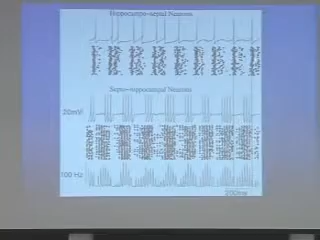 Hippocampo-septal Neurons
Septo-hippocampal Neurons
20mV
100 Hz
200ms